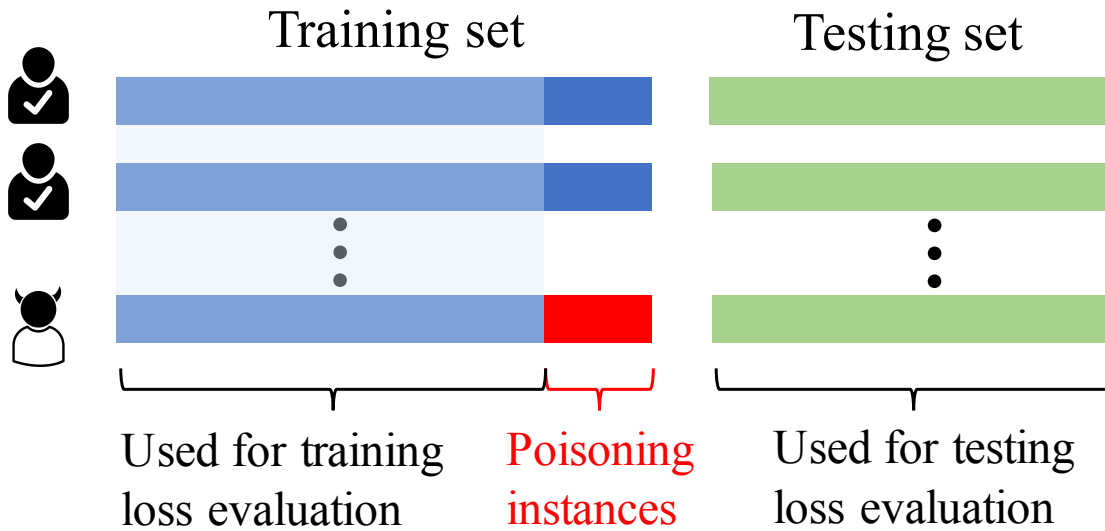 Training set
Testing set
Used for training
loss evaluation
Poisoning
instances
Used for testing
loss evaluation